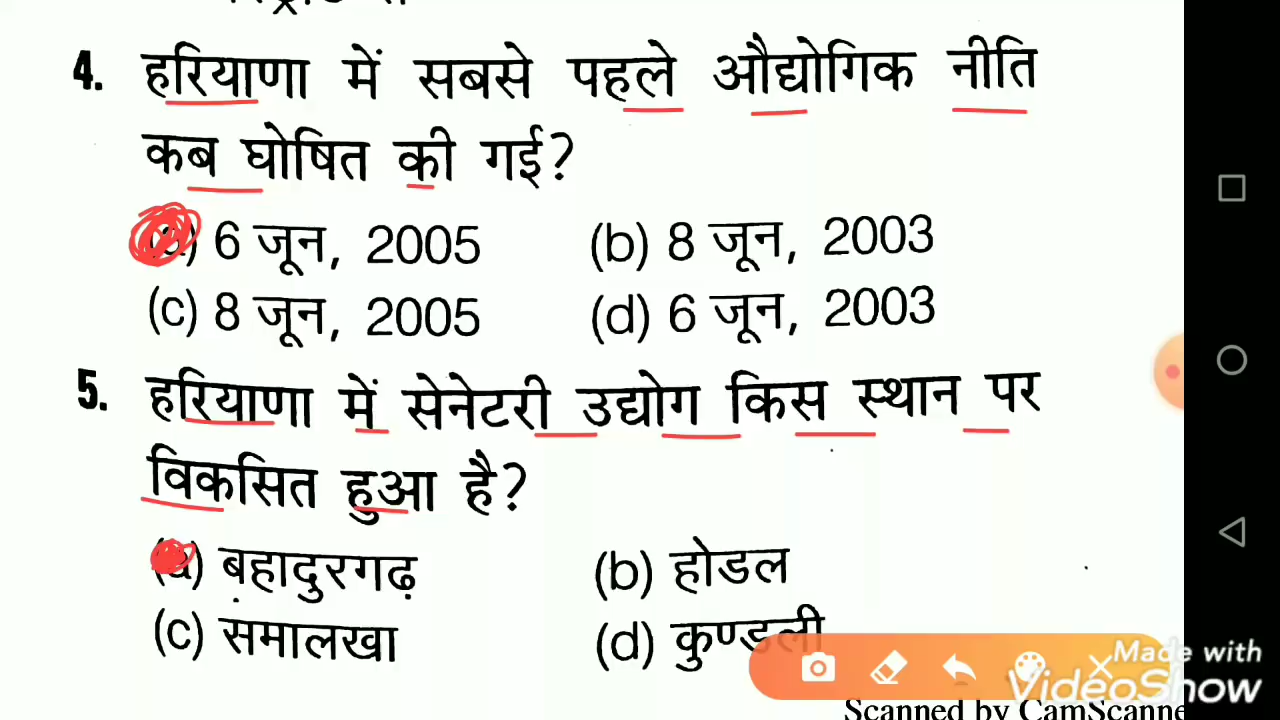 4. हरियाणा में सबसे पहले औद्योगिक नीति
कब घोषित की गई?
(a) 6 जून, 2005 (b) 8 जून, 2003
(c) 8 जून, 2005 (d) 6 जून, 2003
5. हरियाणा में सेनेटरी उद्योग किस स्थान पर
विकसित हुआ है?
(a) बहादुरगढ़ (b) होडल
(c) समालखा (d) कुण्डली
Made with
VideoShow
Scanned by CamScanne